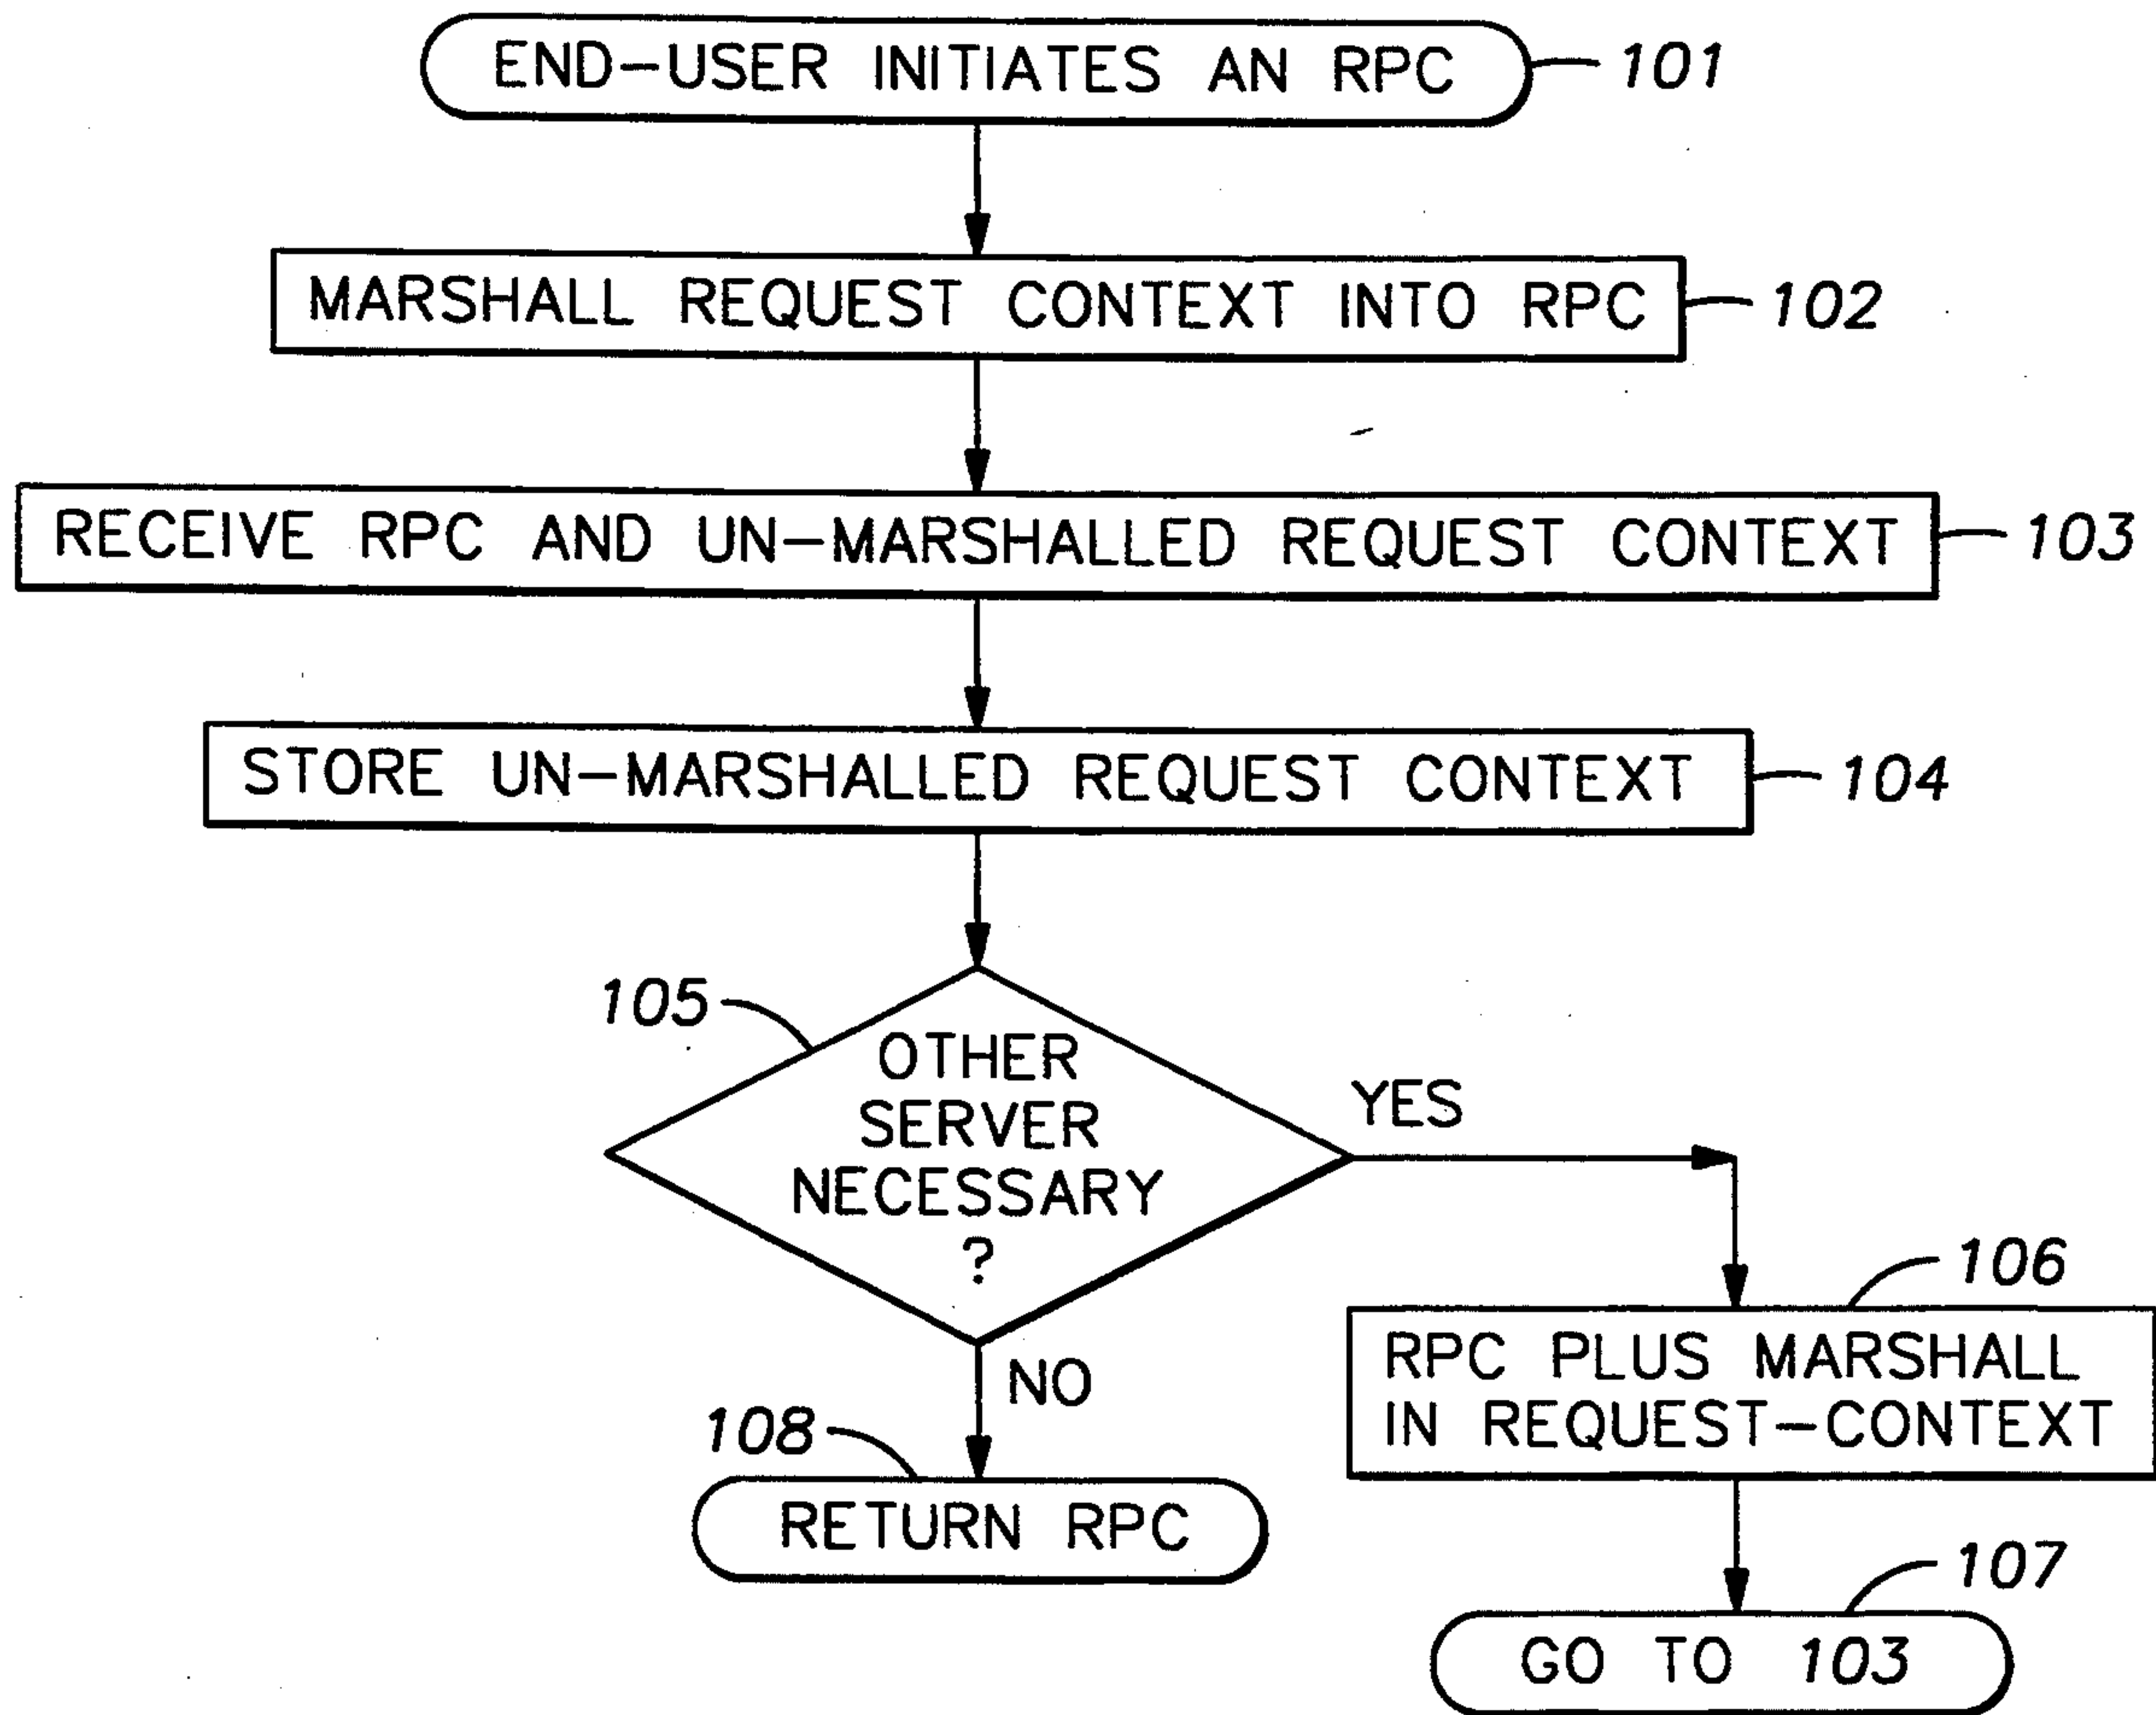 END-USER INITIATES AN RPC
101
MARSHALL REQUEST CONTEXT INTO RPC
102
RECEIVE RPC AND UN-MARSHALLED REQUEST CONTEXT
103
STORE UN-MARSHALLED REQUEST CONTEXT
104
105
OTHER
SERVER
NECESSARY
?
YES
NO
106
RPC PLUS MARSHALL
IN REQUEST-CONTEXT
108
RETURN RPC
107
GO TO 103